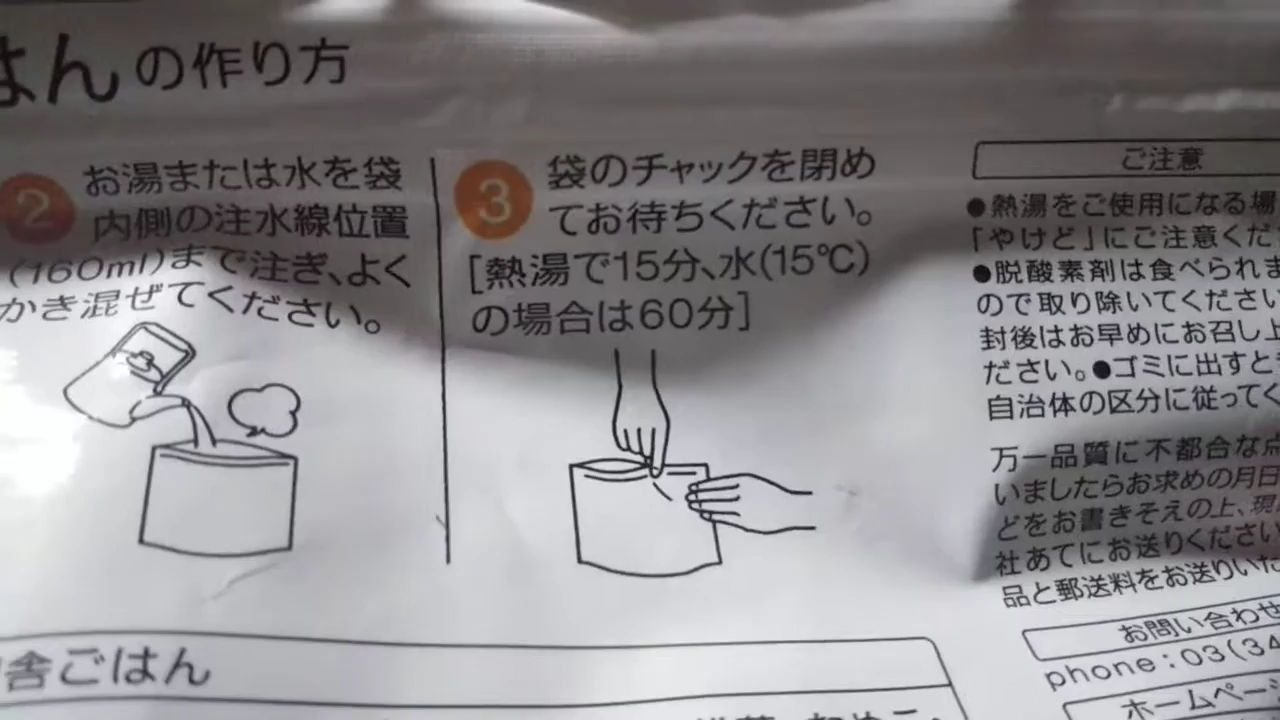 はんの作り方
2 お湯または水を袋
内側の注水線位置
(160ml)まで注ぎ、よく
かき混ぜてください。
3 袋のチャックを閉め
てお待ちください。
[熱湯で15分、水(15℃)
の場合は60分]
ご注意
●熱湯をご使用になる場
「やけど」にご注意くだ
●脱酸素剤は食べられま
ので取り除いてください
封後はお早めにお召し上
ださい。●ゴミに出すと
自治体の区分に従ってく
万一品質に不都合な点
いましたらお求めの月日
どをお書きそえの上、現
社あてにお送りください
品と郵送料をお送りいた
お問い合わせ
phone:03(34
ホームページ
舎ごはん